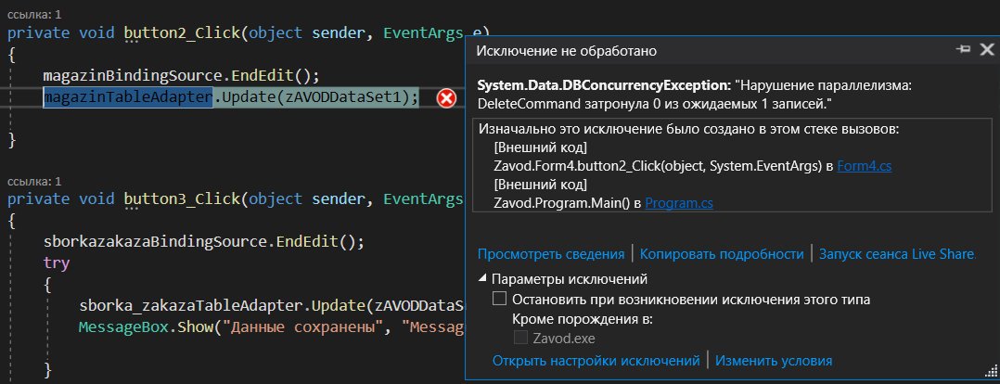 ссылка: 1
private void button2_Click(object sender, EventArgs e)
{
magazinBindingSource.EndEdit();
magazinTableAdapter.Update(zAVODDataSet1);
}
ссылка: 1
private void button3_Click(object sender, EventArgs
{
sborkazakazaBindingSource.EndEdit();
try
{
sborka_zakazaTableAdapter.Update(zAVODDataSe
MessageBox.Show("Данные сохранены", "Messag
}
Исключение не обработано
System.Data.DBConcurrencyException: "Нарушение параллелизма:
DeleteCommand затронула 0 из ожидаемых 1 записей."
Изначально это исключение было создано в этом стеке вызовов:
[Внешний код]
Zavod.Form4.button2_Click(object, System.EventArgs) в Form4.cs
[Внешний код]
Zavod.Program.Main() в Program.cs
Просмотреть сведения | Копировать подробности | Запуск сеанса Live Share.
Параметры исключений
Остановить при возникновении исключения этого типа
Кроме порождения в:
Zavod.exe
Открыть настройки исключений | Изменить условия